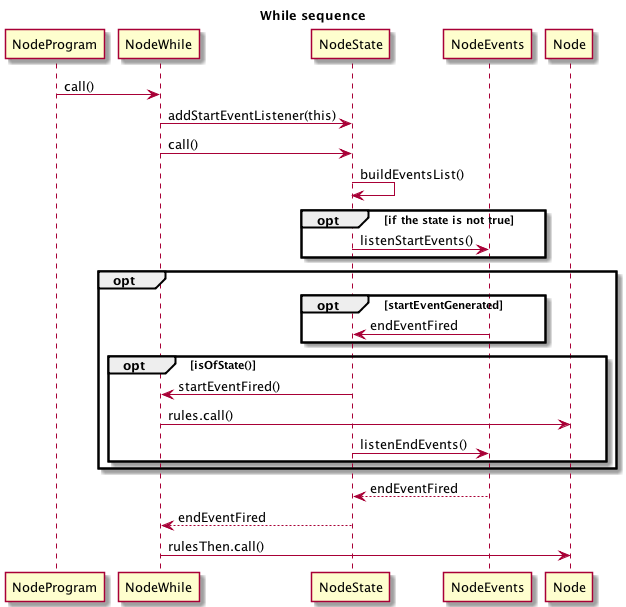 While sequence
NodeProgram NodeWhile NodeState NodeEvents Node
call()
addStartEventListener(this)
call()
buildEventsList()
opt [if the state is not true]
listenStartEvents()
opt
opt [startEventGenerated]
endEventFired
opt [isOfState()]
startEventFired()
rules.call()
listenEndEvents()
endEventFired
endEventFired
rulesThen.call()
NodeProgram NodeWhile NodeState NodeEvents Node